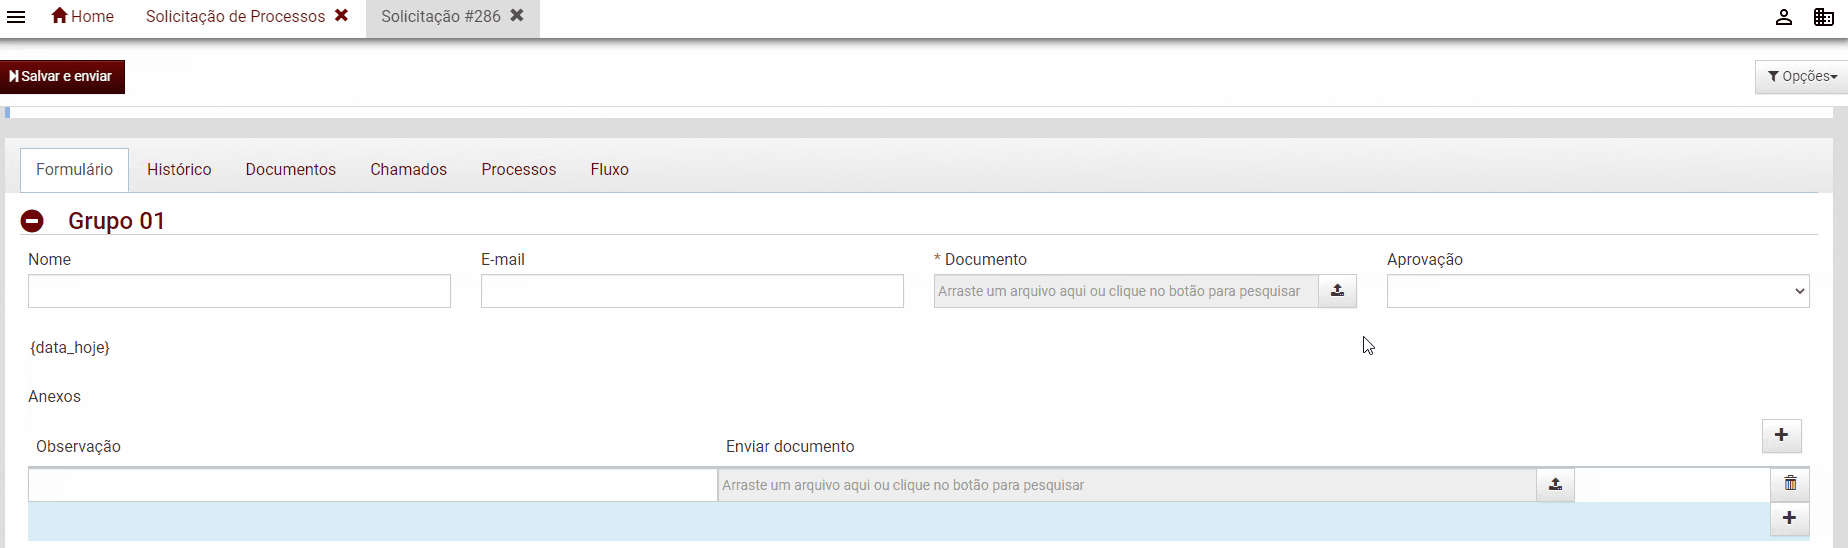 Home Solicitação de Processos Solicitação #286
Salvar e enviar Opções
Formulário Histórico Documentos Chamados Processos Fluxo
Grupo 01
Nome E-mail * Documento Aprovação
Arraste um arquivo aqui ou clique no botão para pesquisar
{data_hoje}
Anexos
Observação Enviar documento
Arraste um arquivo aqui ou clique no botão para pesquisar